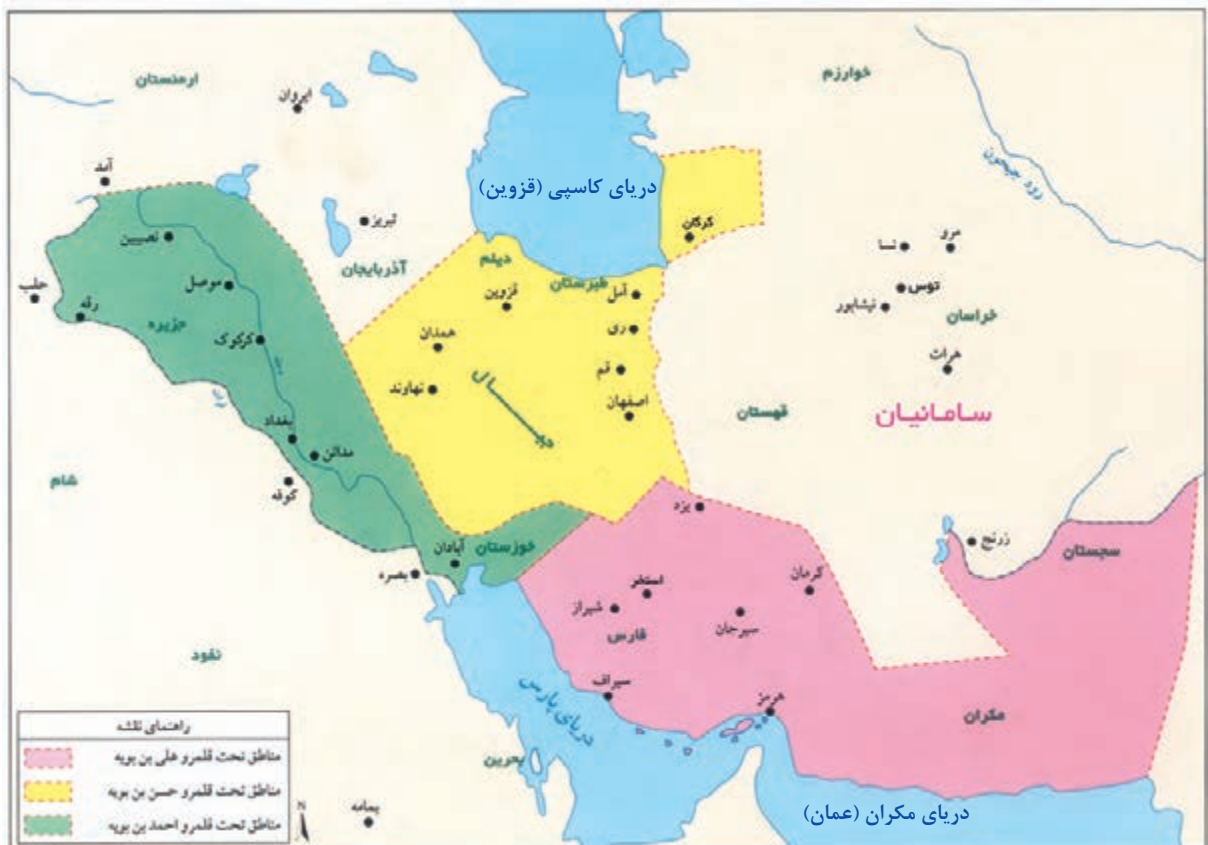 خوارزم
ارمنستان
ایروان
رود جیحون
آمد
دریای کاسپی (قزوین)
تبریز
گرگان
مرو
نسا
نصیبین
آذربایجان
دیلم
طبرستان
توس
نیشابور
خراسان
موصل
حلب
رقه
جزیره
قزوین
آمل
ری
کرکوک
همدان
هرات
قم
نهاوند
جبال
اصفهان
قهستان
سامانیان
بغداد
مدائن
شام
کوفه
یزد
خوزستان
آبادان
بصره
زرنج
سجستان
کرمان
استخر
شیراز
سیرجان
فارس
نفود
سیراف
هرمز
مکران
دریای پارس
بحرین
یمامه
دریای مکران (عمان)
راهنمای نقشه
مناطق تحت قلمرو علی بن بویه
مناطق تحت قلمرو حسن بن بویه
مناطق تحت قلمرو احمد بن بویه
N